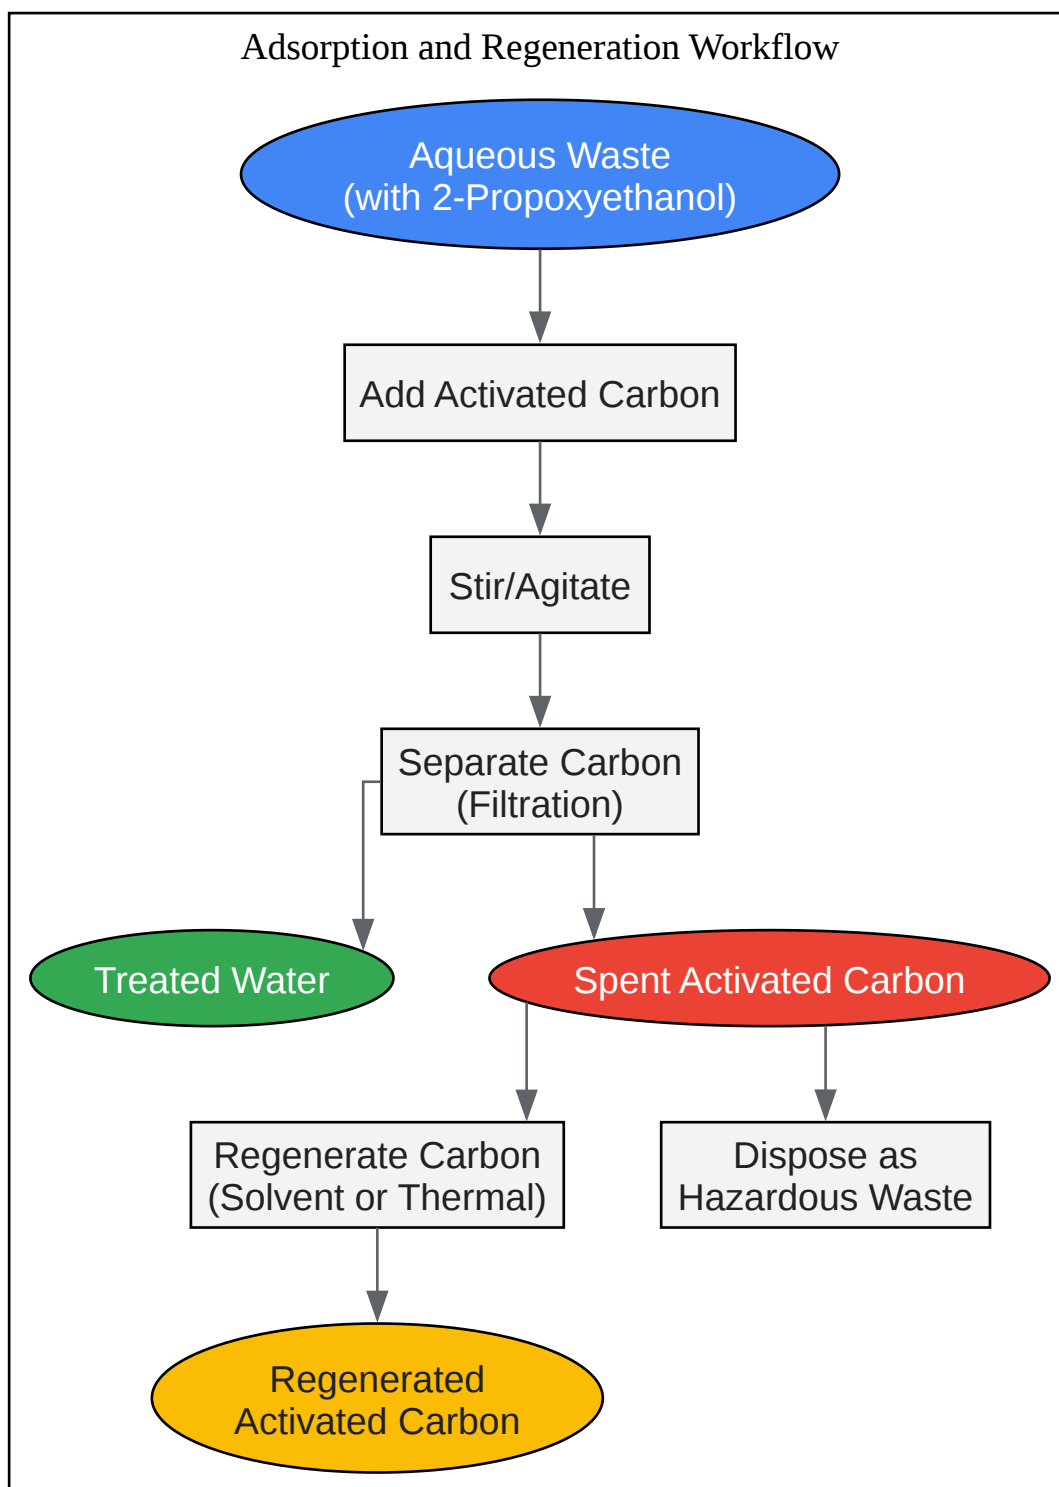 Adsorption and Regeneration Workflow
Aqueous Waste
(with 2-Propoxyethanol)
Add Activated Carbon
Stir/Agitate
Separate Carbon
(Filtration)
Treated Water
Spent Activated Carbon
Regenerate Carbon
(Solvent or Thermal)
Dispose as
Hazardous Waste
Regenerated
Activated Carbon